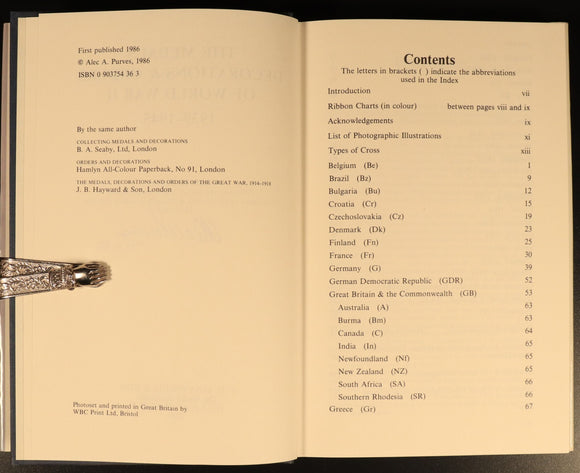 First published 1986
© Alec A. Purves, 1986
ISBN 0 903754 36 3
By the same author
COLLECTING MEDALS AND DECORATIONS
B. A. Seaby, Ltd, London
ORDERS AND DECORATIONS
Hamlyn All-Colour Paperback, No 91, London
THE MEDALS, DECORATIONS AND ORDERS OF THE GREAT WAR, 1914-1918
J. B. Hayward & Son, London
Photoset and printed in Great Britain by
WBC Print Ltd, Bristol
Contents
The letters in brackets ( ) indicate the abbreviations
used in the Index
Introduction vii
Ribbon Charts (in colour) between pages viii and ix
Acknowledgements ix
List of Photographic Illustrations xi
Types of Cross xiii
Belgium (Be) 1
Brazil (Bz) 9
Bulgaria (Bu) 12
Croatia (Cr) 15
Czechoslovakia (Cz) 19
Denmark (Dk) 23
Finland (Fn) 25
France (Fr) 30
Germany (G) 39
German Democratic Republic (GDR) 52
Great Britain & the Commonwealth (GB) 53
Australia (A) 63
Burma (Bm) 63
Canada (C) 64
India (In) 65
Newfoundland (Nf) 65
New Zealand (NZ) 65
South Africa (SA) 66
Southern Rhodesia (SR) 66
Greece (Gr) 67